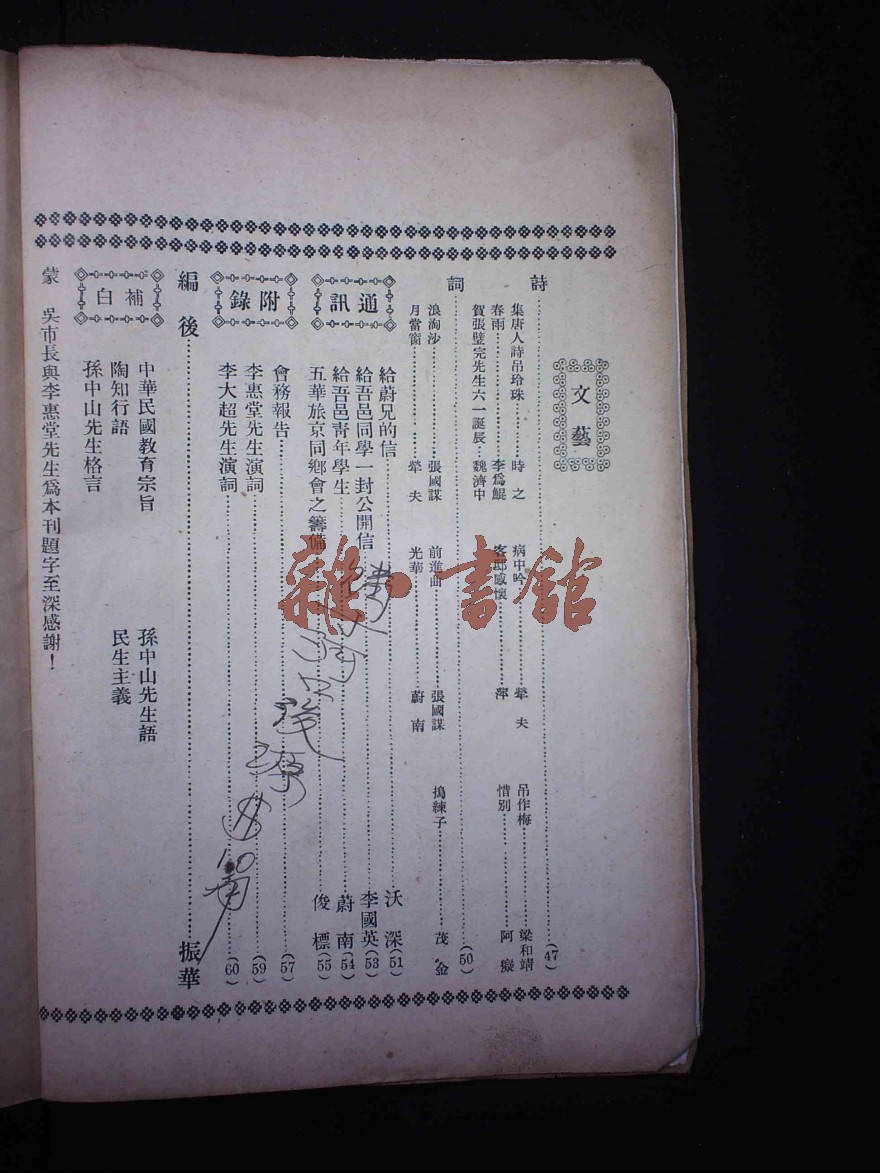 文藝
詩……(47)
集唐人詩吊玲珠……時之　病中吟……犖夫　吊作梅……梁和靖
春雨……李爲鯤　客邸感懷……萍　惜別……阿癡
賀張璧完先生六一誕辰……魏濟中
詞……(50)
浪淘沙……張國謀　前進曲……張國謀　搗練子……茂金
月當窗……犖夫　光華……蔚南
通訊
給蔚兄的信……沃深(51)
給吾邑同學一封公開信……李國英(53)
給吾邑靑年學生……蔚南(54)
五華旅京同鄉會之籌備……俊標(55)
附錄
會務報告……(57)
李惠堂先生演詞……(59)
李大超先生演詞……(60)
編後……振華
補白
中華民國教育宗旨　孫中山先生語
陶知行語　民生主義
孫中山先生格言
蒙　吳市長與李惠堂先生爲本刊題字至深感謝！
雜·書館